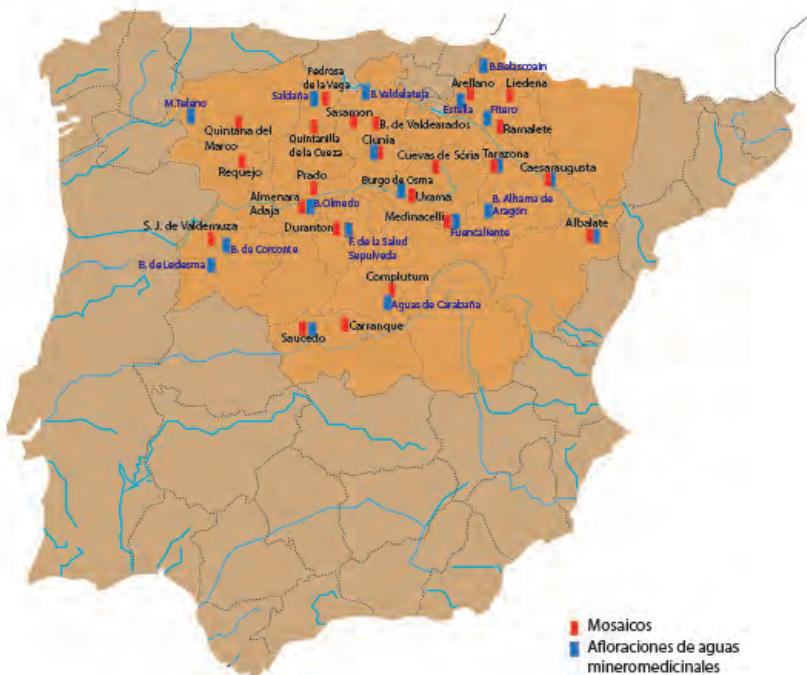 B.Belascoain
Pedrosa
de la Vega
Arellano
Liedena
Saldaña
B.Valdelateja
M.Teleno
Estella
Fitero
Sasamon
Quintana del
Marco
Quintanilla
de la Cueza
B. de Valdearados
Ramalete
Clunia
Requejo
Cuevas de Sória
Tarazona
Caesaraugusta
Prado
Burgo de Osma
Almenara
Adaja
B.Olmedo
Uxama
B. Alhama de
Aragón
Medinacelli
Fuencaliente
Albalate
S. J. de Valdemuza
Duranton
F. de la Salud
Sepulveda
B. de Corconte
B. de Ledesma
Complutum
Aguas de Carabaña
Saucedo
Carranque
Mosaicos
Afloraciones de aguas
mineromedicinales